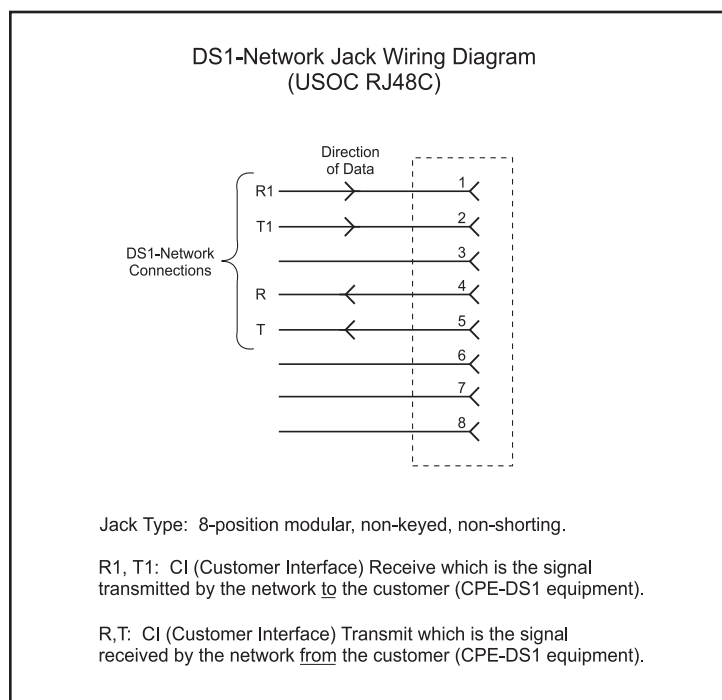 DS1-Network Jack Wiring Diagram
(USOC RJ48C)
Direction
of Data
R1
1
T1
2
3
DS1-Network
Connections
R
4
T
5
6
7
8
Jack Type: 8-position modular, non-keyed, non-shorting.
R1, T1: CI (Customer Interface) Receive which is the signal
transmitted by the network to the customer (CPE-DS1 equipment).
R,T: CI (Customer Interface) Transmit which is the signal
received by the network from the customer (CPE-DS1 equipment).